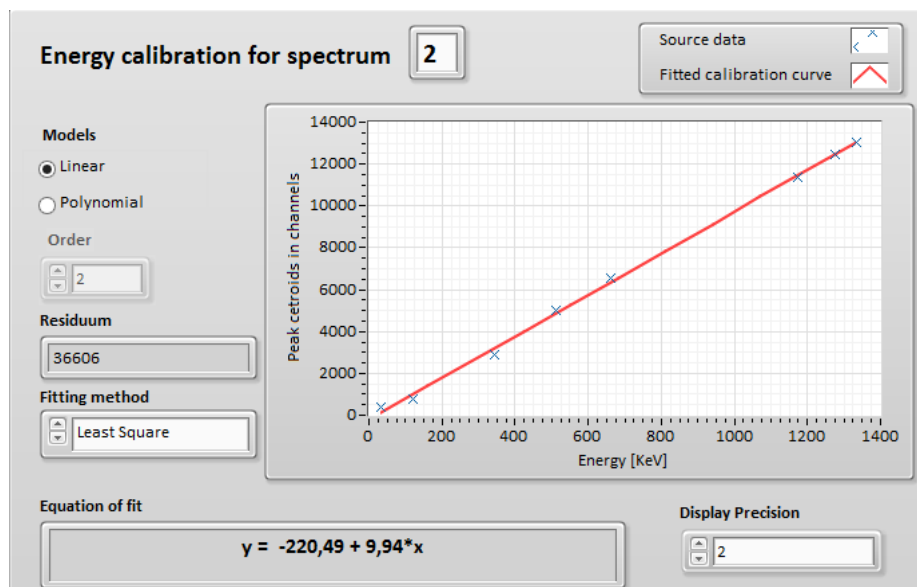 Energy calibration for spectrum 2
Source data
Fitted calibration curve
Models
Linear
Polynomial
Order
2
Residuum
36606
Fitting method
Least Square
Peak cetroids in channels
14000
12000
10000
8000
6000
4000
2000
0
0 200 400 600 800 1000 1200 1400
Energy [KeV]
Equation of fit
y = -220,49 + 9,94*x
Display Precision
2